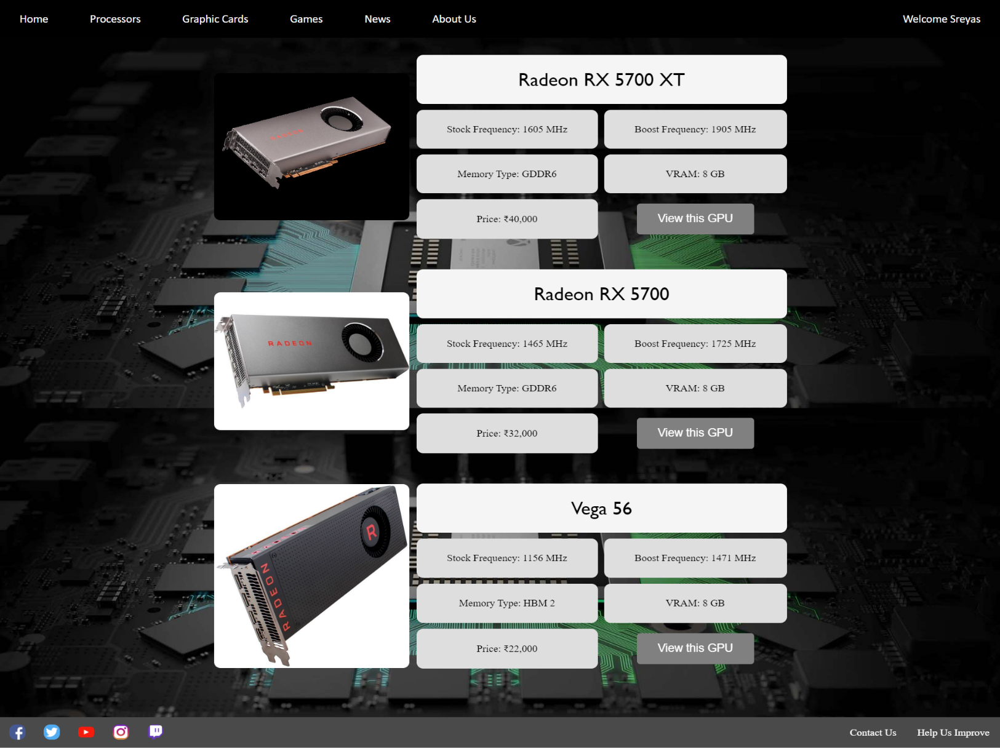 Home Processors Graphic Cards Games News About Us Welcome Sreyas
Radeon RX 5700 XT
RADEON
Stock Frequency: 1605 MHz Boost Frequency: 1905 MHz
Memory Type: GDDR6 VRAM: 8 GB
Price: ₹40,000 View this GPU
Radeon RX 5700
RADEON
Stock Frequency: 1465 MHz Boost Frequency: 1725 MHz
Memory Type: GDDR6 VRAM: 8 GB
Price: ₹32,000 View this GPU
Vega 56
R
RADEON
Stock Frequency: 1156 MHz Boost Frequency: 1471 MHz
Memory Type: HBM 2 VRAM: 8 GB
Price: ₹22,000 View this GPU
Contact Us Help Us Improve